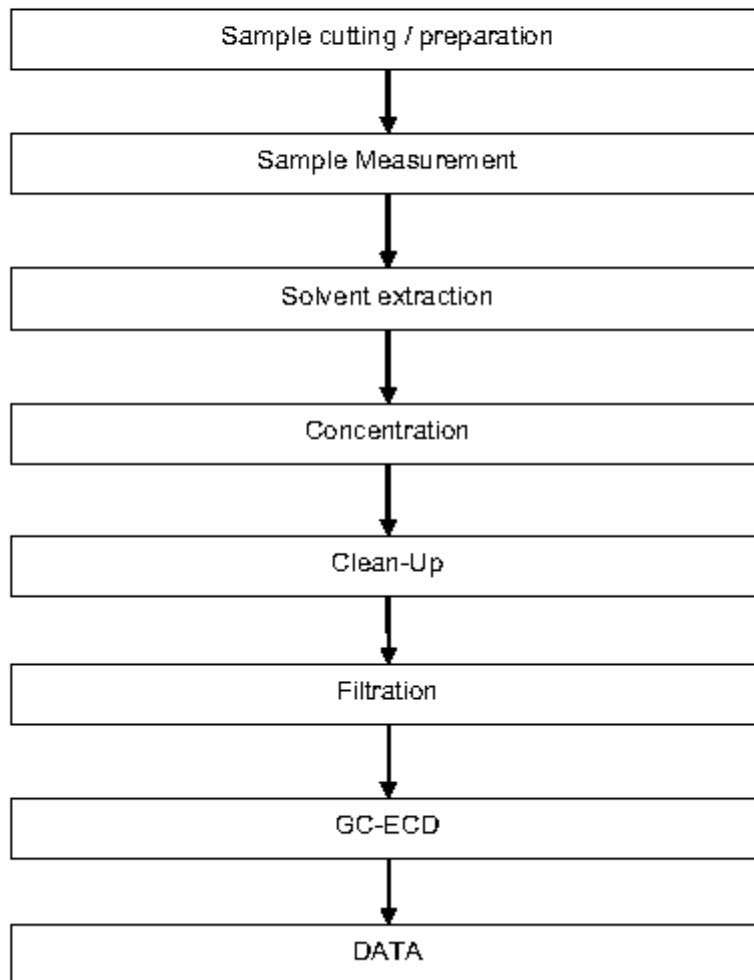 Sample cutting / preparation
Sample Measurement
Solvent extraction
Concentration
Clean-Up
Filtration
GC-ECD
DATA